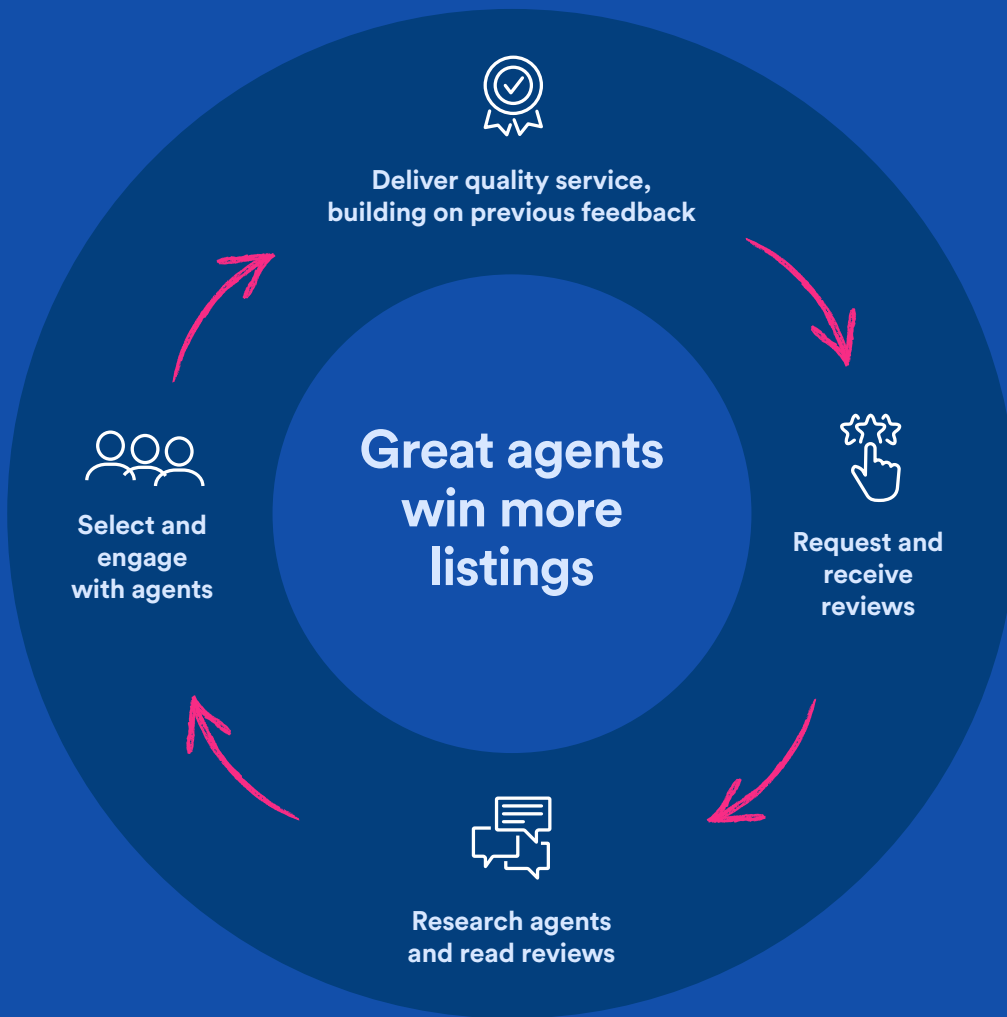 Deliver quality service,
building on previous feedback
Great agents
win more
listings
Select and
engage
with agents
Request and
receive
reviews
Research agents
and read reviews